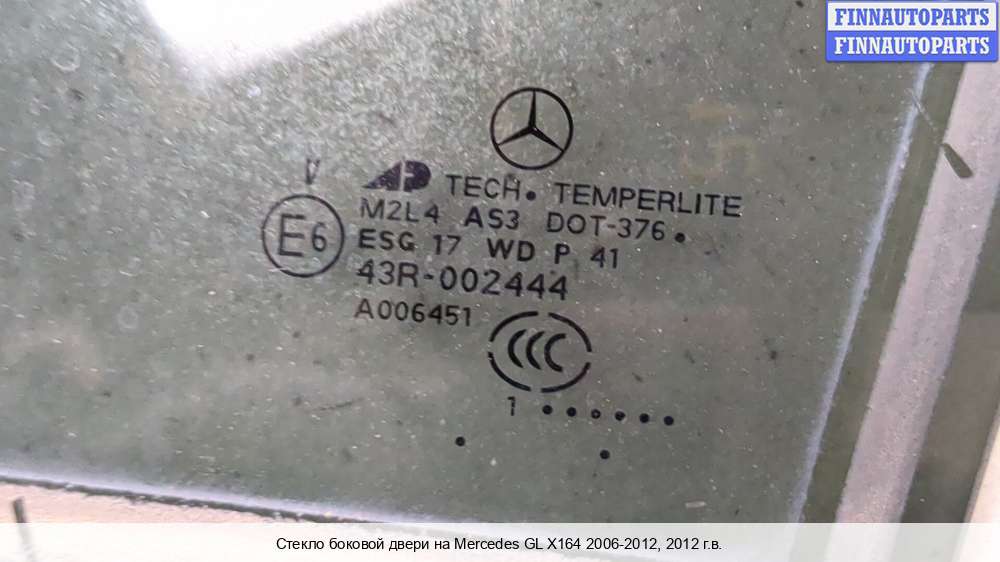 FINNAUTOPARTS
FINNAUTOPARTS
V
AP TECH. TEMPERLITE
E6
M2L4 AS3 DOT-376.
ESG 17 WD P 41
43R-002444
A006451
CCC
1 ......
Стекло боковой двери на Mercedes GL X164 2006-2012, 2012 г.в.